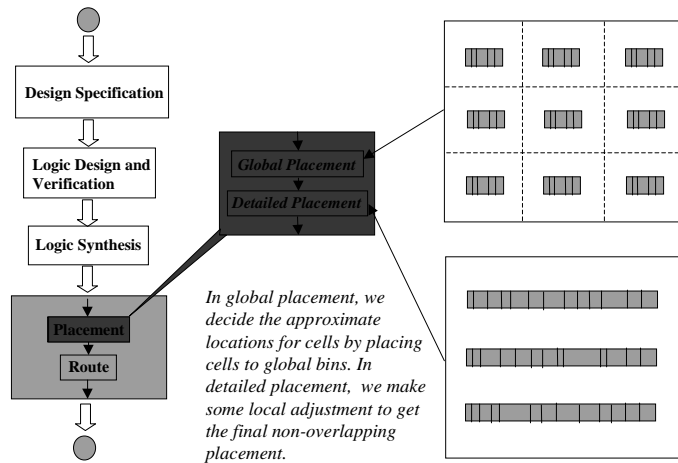 Design Specification
Logic Design and
Verification
Logic Synthesis
Placement
Route
Global Placement
Detailed Placement
In global placement, we
decide the approximate
locations for cells by placing
cells to global bins. In
detailed placement, we make
some local adjustment to get
the final non-overlapping
placement.